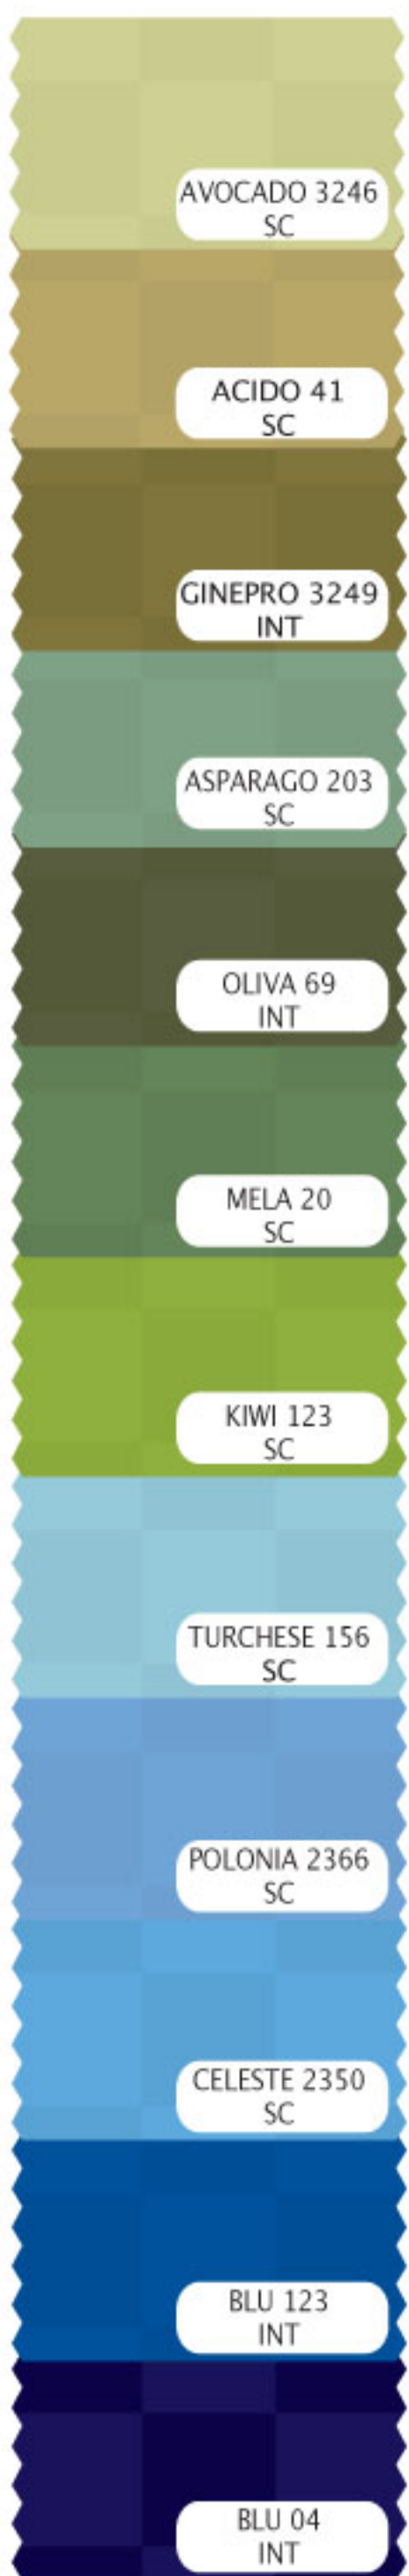 AVOCADO 3246
SC
ACIDO 41
SC
GINEPRO 3249
INT
ASPARAGO 203
SC
OLIVA 69
INT
MELA 20
SC
KIWI 123
SC
TURCHESE 156
SC
POLONIA 2366
SC
CELESTE 2350
SC
BLU 123
INT
BLU 04
INT